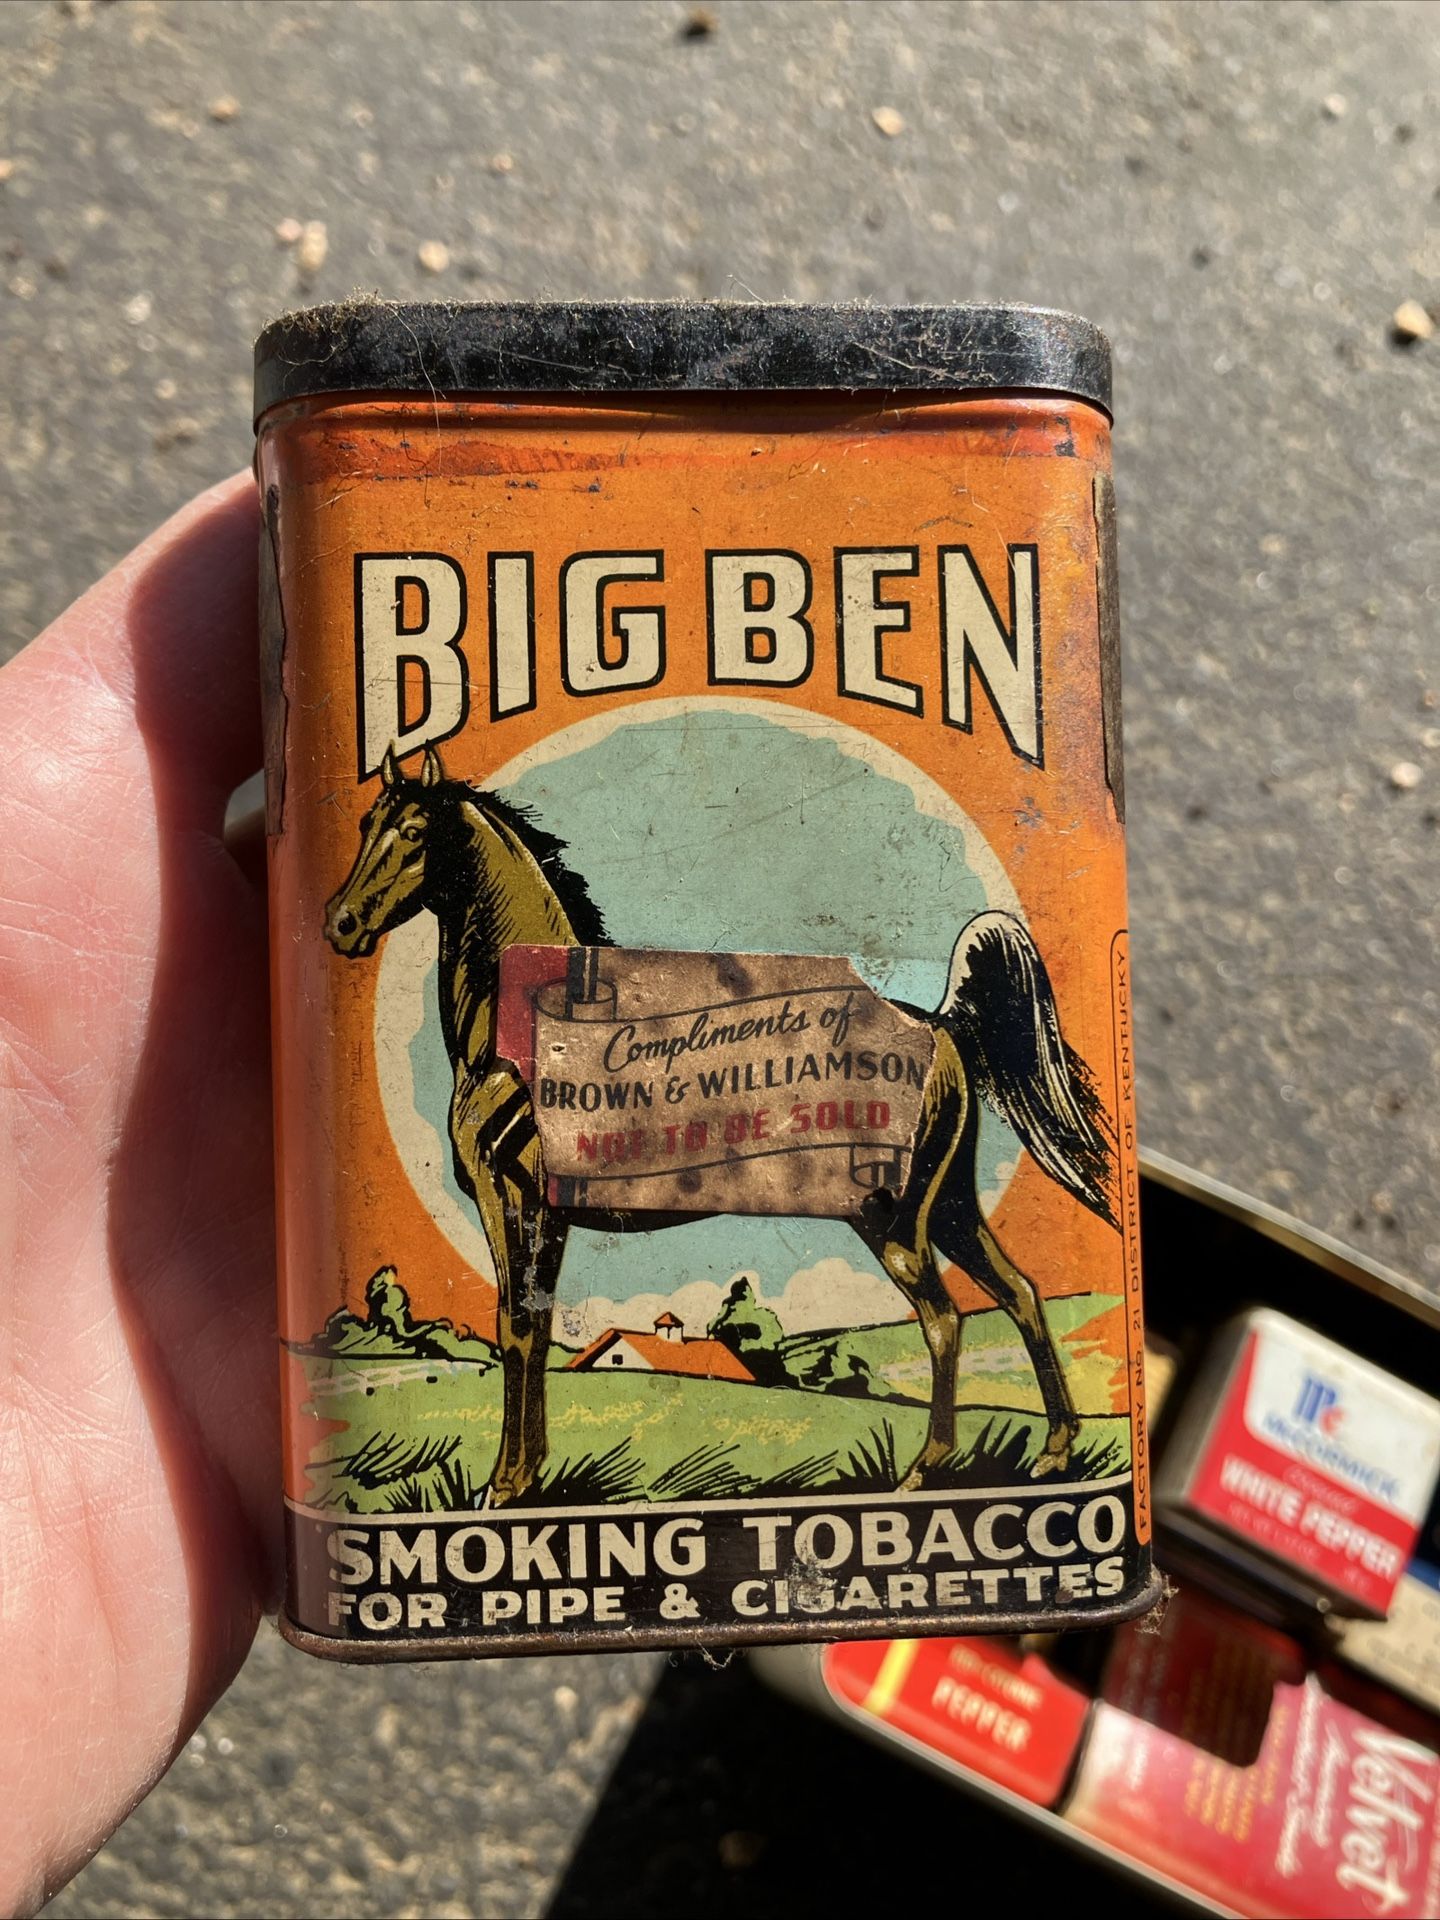 BIG BEN
Compliments of
BROWN & WILLIAMSON
NOT TO BE SOLD
SMOKING TOBACCO
FOR PIPE & CIGARETTES
FACTORY NO. 21 DISTRICT OF KENTUCKY
Mc
McCORMICK
WHITE PEPPER
PEPPER
Velvet